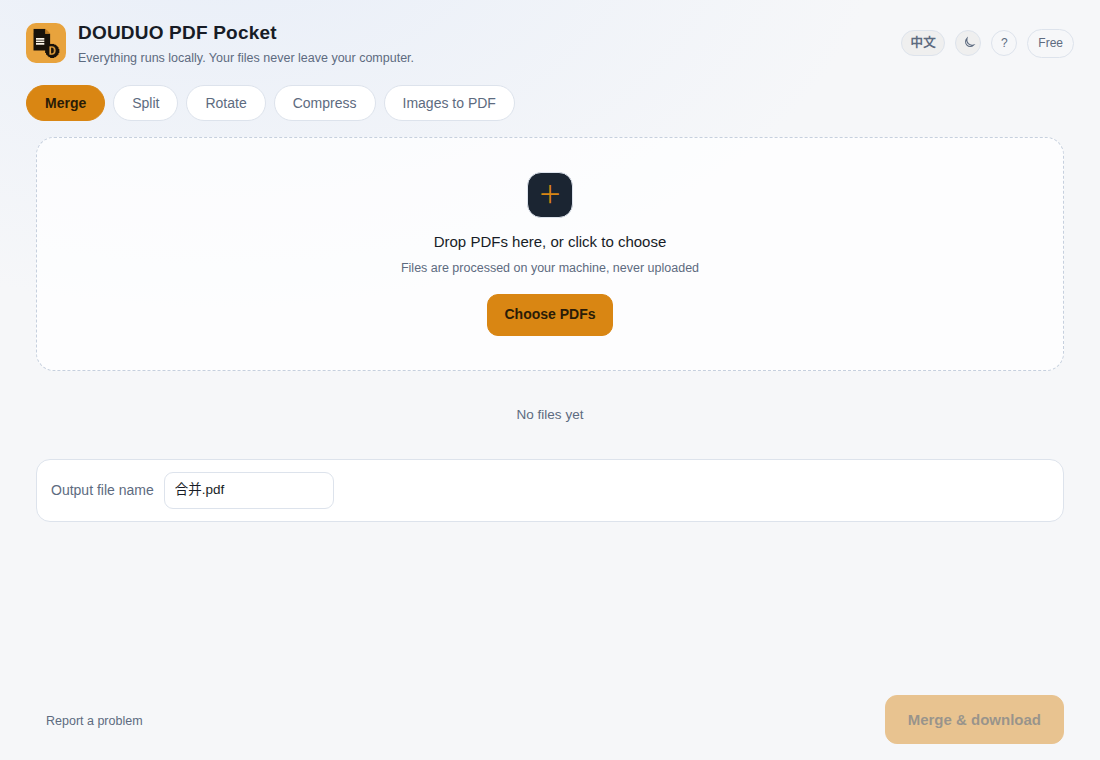 DOUDUO PDF Pocket
Everything runs locally. Your files never leave your computer.
中文
?
Free
Merge
Split
Rotate
Compress
Images to PDF
Drop PDFs here, or click to choose
Files are processed on your machine, never uploaded
Choose PDFs
No files yet
Output file name
合并.pdf
Report a problem
Merge & download